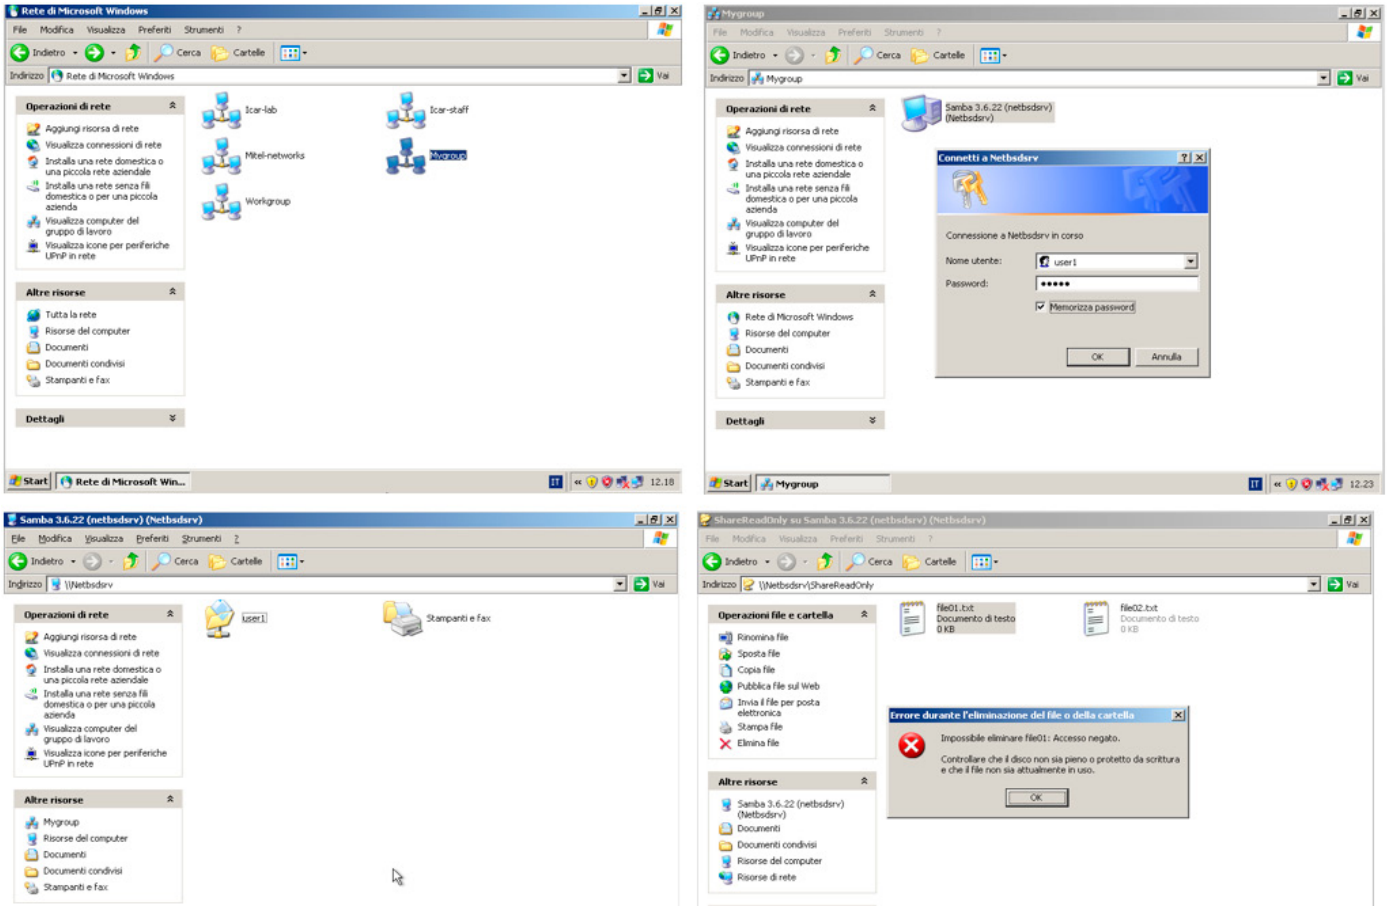 Rete di Microsoft Windows
File Modifica Visualizza Preferiti Strumenti ?
Indietro Cerca Cartelle
Indirizzo Rete di Microsoft Windows Vai
Operazioni di rete
Aggiungi risorsa di rete
Visualizza connessioni di rete
Installa una rete domestica o
una piccola rete aziendale
Installa una rete senza fili
domestica o per una piccola
azienda
Visualizza computer del
gruppo di lavoro
Visualizza icone per periferiche
UPnP in rete
Altre risorse
Tutta la rete
Risorse del computer
Documenti
Documenti condivisi
Stampanti e fax
Dettagli
Icar-lab
Icar-staff
Mitel-networks
Mygroup
Workgroup
Start Rete di Microsoft Win... IT « 12.18
Mygroup
File Modifica Visualizza Preferiti Strumenti ?
Indietro Cerca Cartelle
Indirizzo Mygroup Vai
Operazioni di rete
Aggiungi risorsa di rete
Visualizza connessioni di rete
Installa una rete domestica o
una piccola rete aziendale
Installa una rete senza fili
domestica o per una piccola
azienda
Visualizza computer del
gruppo di lavoro
Visualizza icone per periferiche
UPnP in rete
Altre risorse
Rete di Microsoft Windows
Risorse del computer
Documenti
Documenti condivisi
Stampanti e fax
Dettagli
Samba 3.6.22 (netbsdsrv)
(Netbsdsrv)
Connetti a Netbsdsrv
Connessione a Netbsdsrv in corso
Nome utente: user1
Password: •••••
Memorizza password
OK Annulla
Start Mygroup IT « 12.23
Samba 3.6.22 (netbsdsrv) (Netbsdsrv)
File Modifica Visualizza Preferiti Strumenti ?
Indietro Cerca Cartelle
Indirizzo \\Netbsdsrv Vai
Operazioni di rete
Aggiungi risorsa di rete
Visualizza connessioni di rete
Installa una rete domestica o
una piccola rete aziendale
Installa una rete senza fili
domestica o per una piccola
azienda
Visualizza computer del
gruppo di lavoro
Visualizza icone per periferiche
UPnP in rete
Altre risorse
Mygroup
Risorse del computer
Documenti
Documenti condivisi
Stampanti e fax
user1
Stampanti e fax
ShareReadOnly su Samba 3.6.22 (netbsdsrv) (Netbsdsrv)
File Modifica Visualizza Preferiti Strumenti ?
Indietro Cerca Cartelle
Indirizzo \\Netbsdsrv\ShareReadOnly Vai
Operazioni file e cartella
Rinomina file
Sposta file
Copia file
Pubblica file sul Web
Invia il file per posta
elettronica
Stampa file
Elimina file
Altre risorse
Samba 3.6.22 (netbsdsrv)
(Netbsdsrv)
Documenti
Documenti condivisi
Risorse del computer
Risorse di rete
file01.txt
Documento di testo
0 KB
file02.txt
Documento di testo
0 KB
Errore durante l'eliminazione del file o della cartella
Impossibile eliminare file01: Accesso negato.
Controllare che il disco non sia pieno o protetto da scrittura
e che il file non sia attualmente in uso.
OK